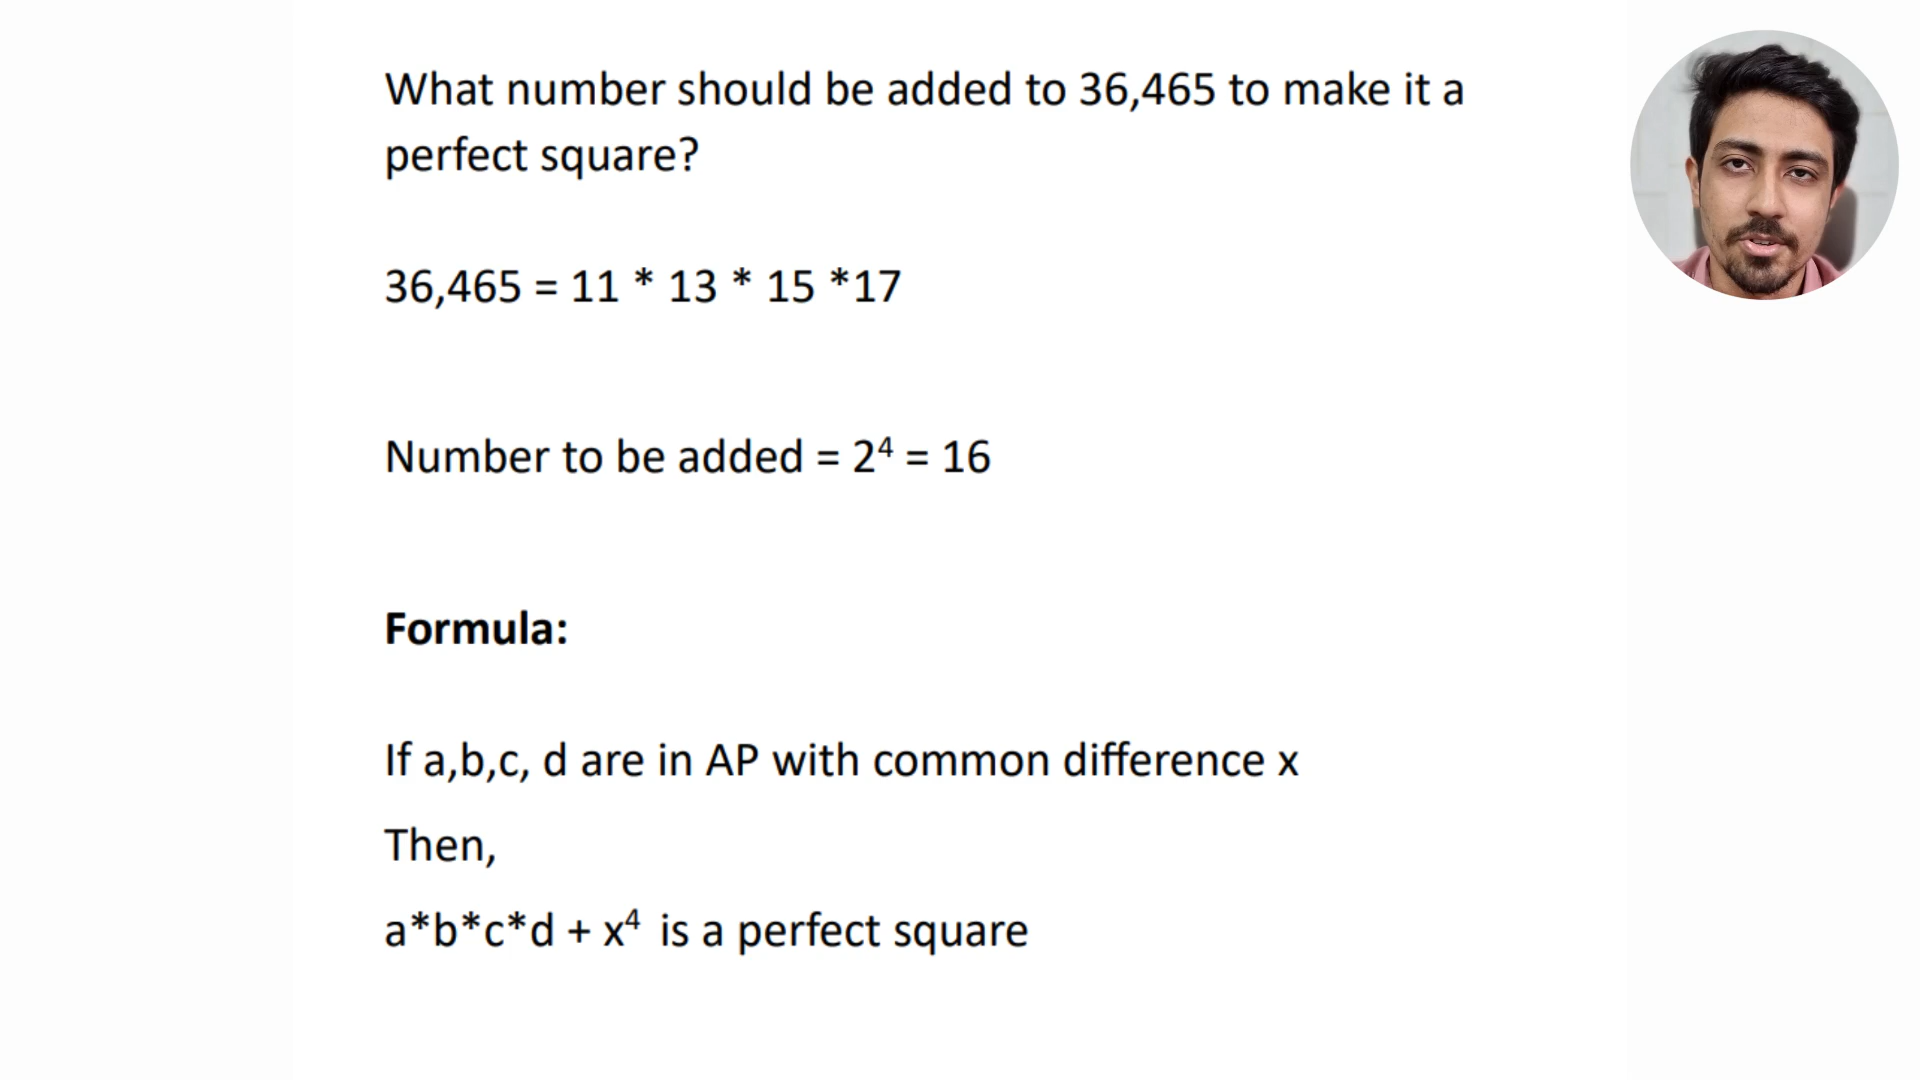 What number should be added to 36,465 to make it a
perfect square?
36,465 = 11 * 13 * 15 *17
Number to be added = 2⁴ = 16
Formula:
If a,b,c, d are in AP with common difference x
Then,
a*b*c*d + x⁴ is a perfect square